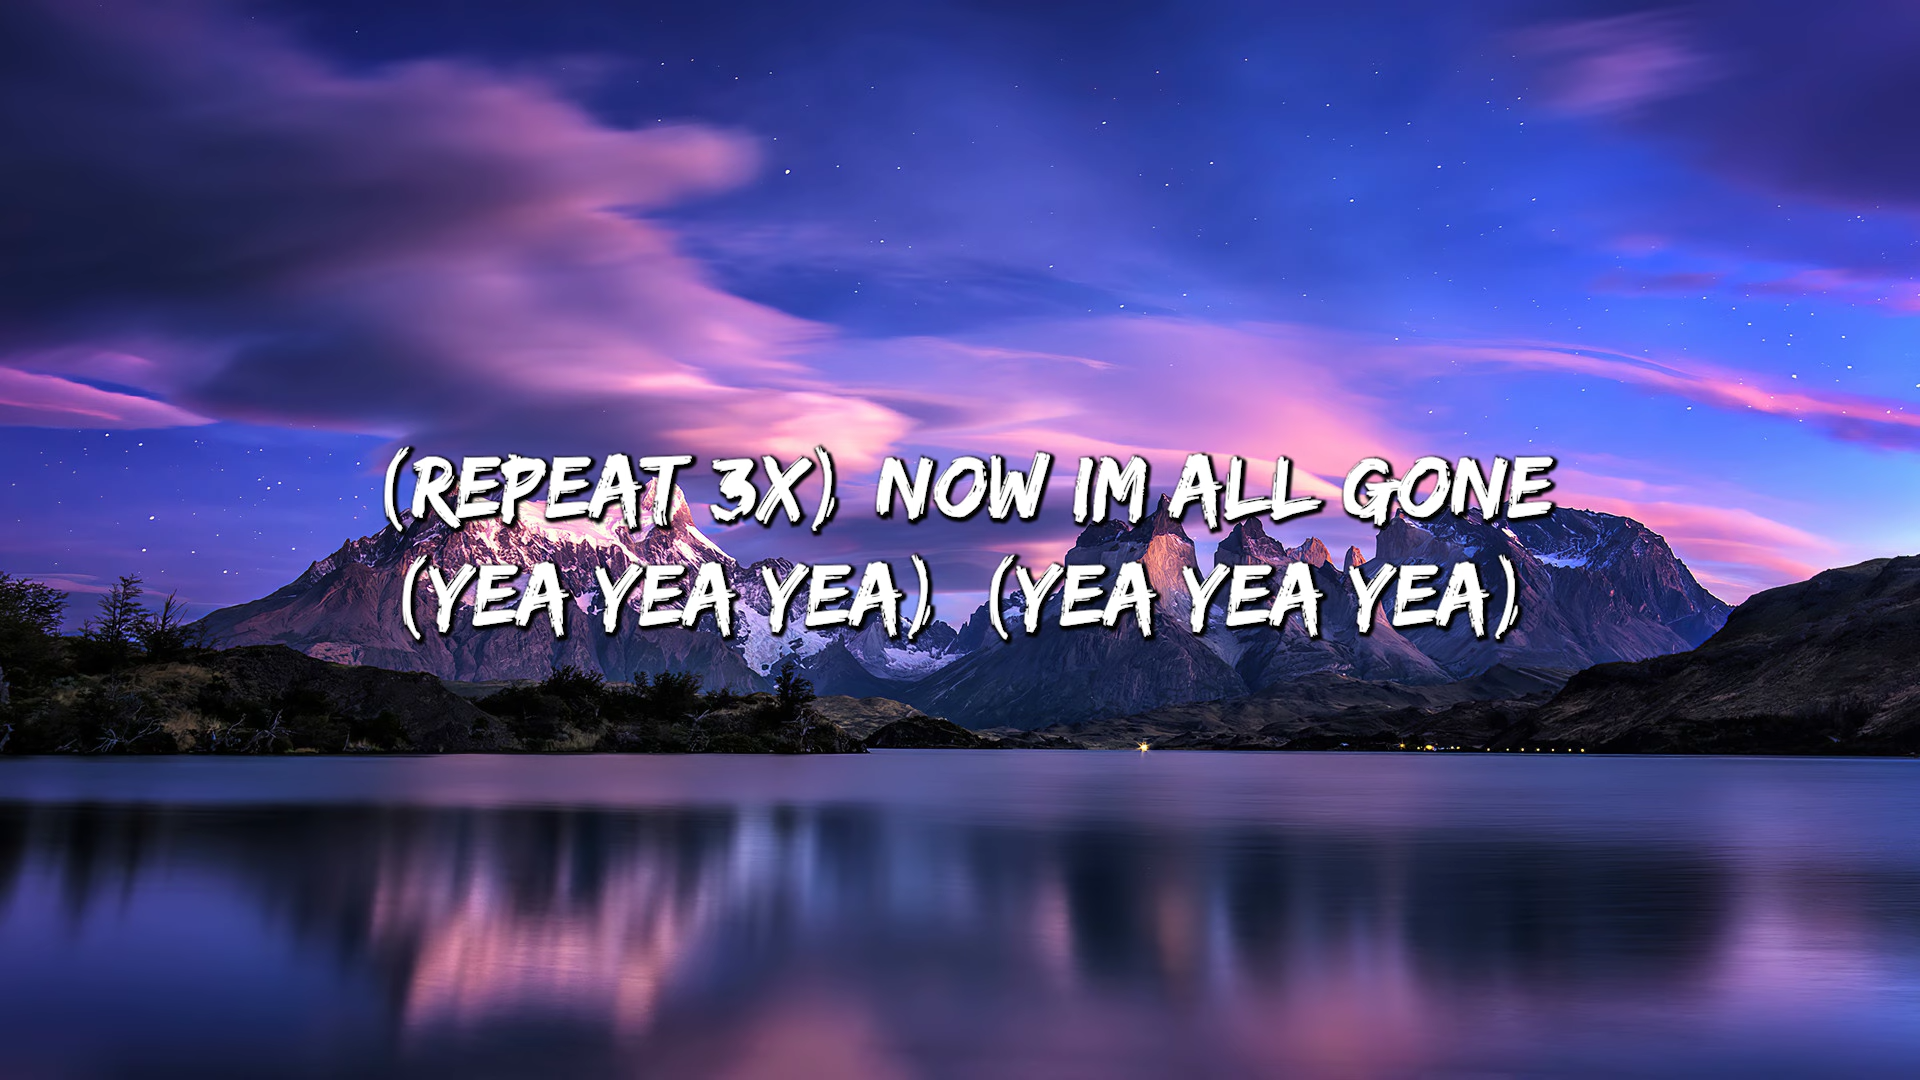 (REPEAT 3X) NOW IM ALL GONE
(YEA YEA YEA) (YEA YEA YEA)